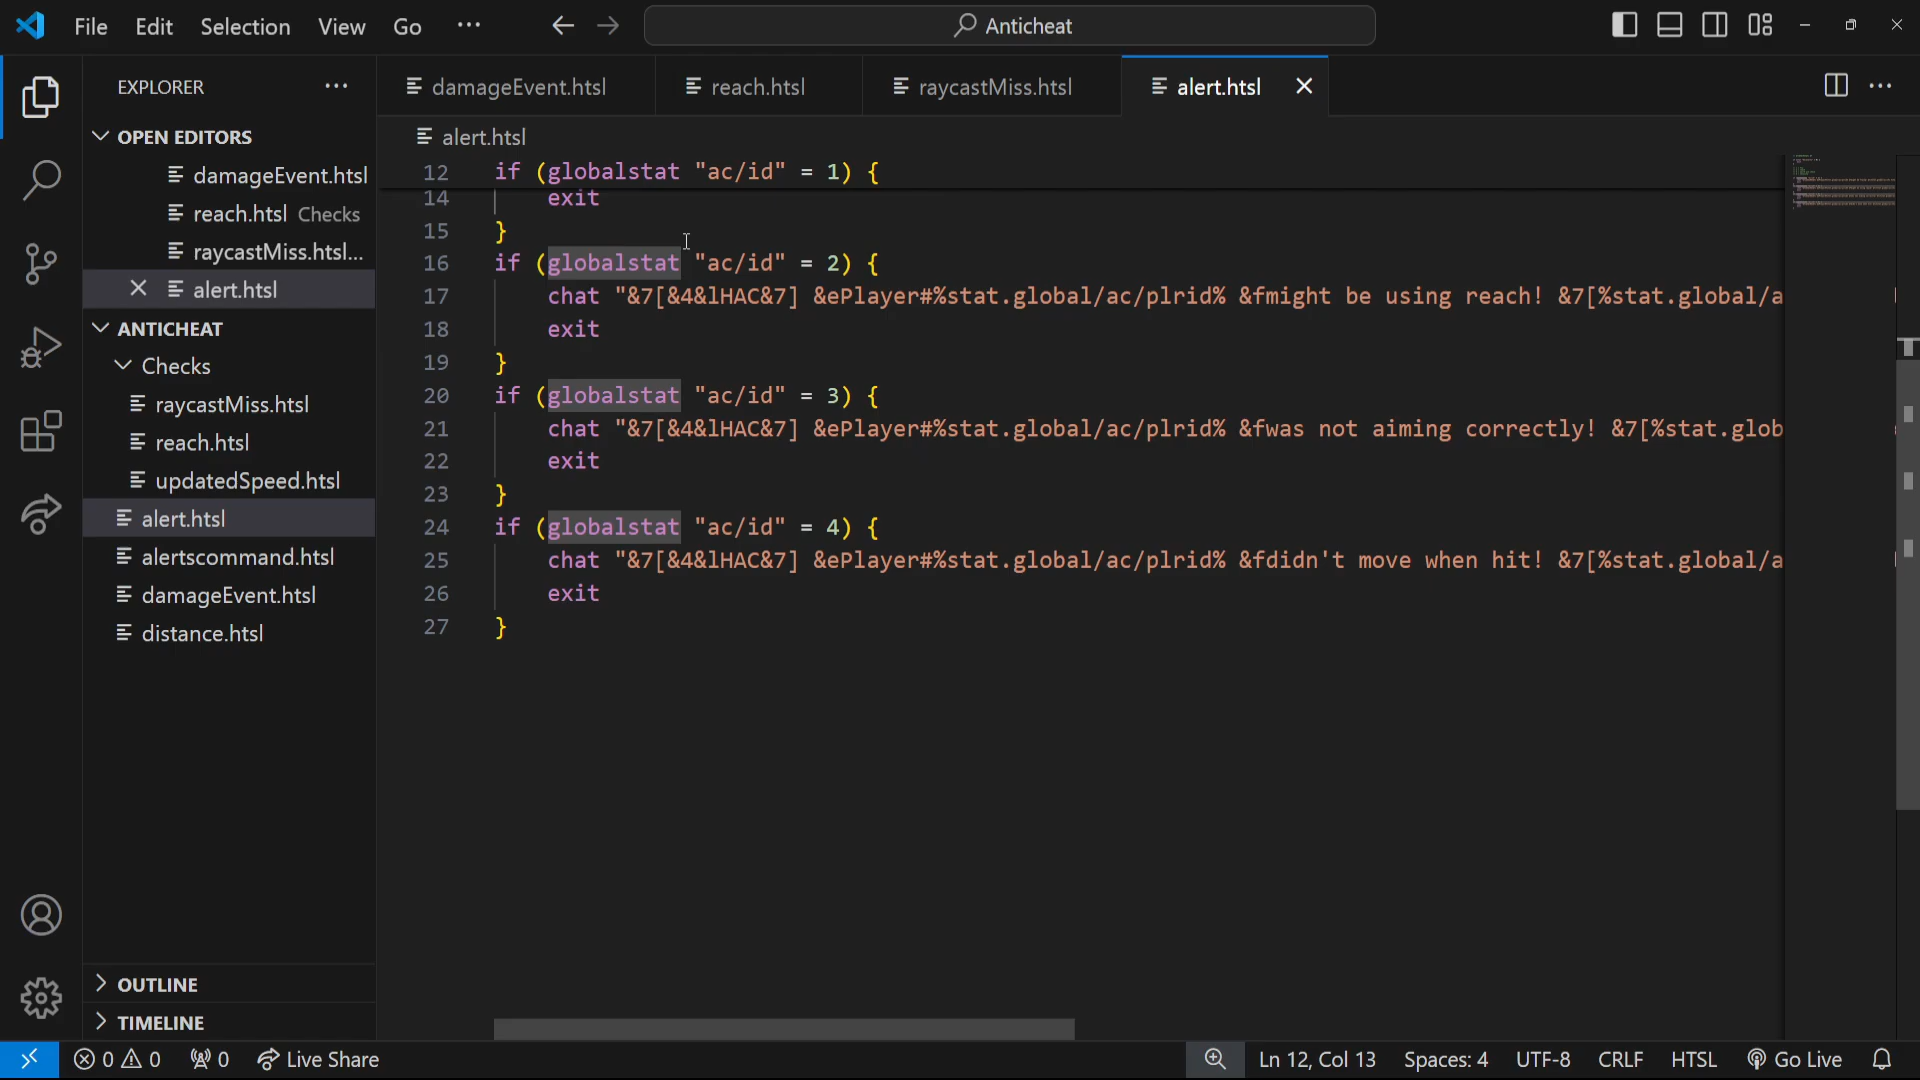 File Edit Selection View Go ··· Anticheat
EXPLORER ···
OPEN EDITORS
damageEvent.htsl
reach.htsl Checks
raycastMiss.htsl...
alert.htsl
ANTICHEAT
Checks
raycastMiss.htsl
reach.htsl
updatedSpeed.htsl
alert.htsl
alertscommand.htsl
damageEvent.htsl
distance.htsl
OUTLINE
TIMELINE
damageEvent.htsl reach.htsl raycastMiss.htsl alert.htsl
alert.htsl
12 if (globalstat "ac/id" = 1) {
14 exit
15 }
16 if (globalstat "ac/id" = 2) {
17 chat "&7[&4&lHAC&7] &ePlayer#%stat.global/ac/plrid% &fmight be using reach! &7[%stat.global/a
18 exit
19 }
20 if (globalstat "ac/id" = 3) {
21 chat "&7[&4&lHAC&7] &ePlayer#%stat.global/ac/plrid% &fwas not aiming correctly! &7[%stat.glob
22 exit
23 }
24 if (globalstat "ac/id" = 4) {
25 chat "&7[&4&lHAC&7] &ePlayer#%stat.global/ac/plrid% &fdidn't move when hit! &7[%stat.global/a
26 exit
27 }
0 0 0 Live Share Ln 12, Col 13 Spaces: 4 UTF-8 CRLF HTSL Go Live